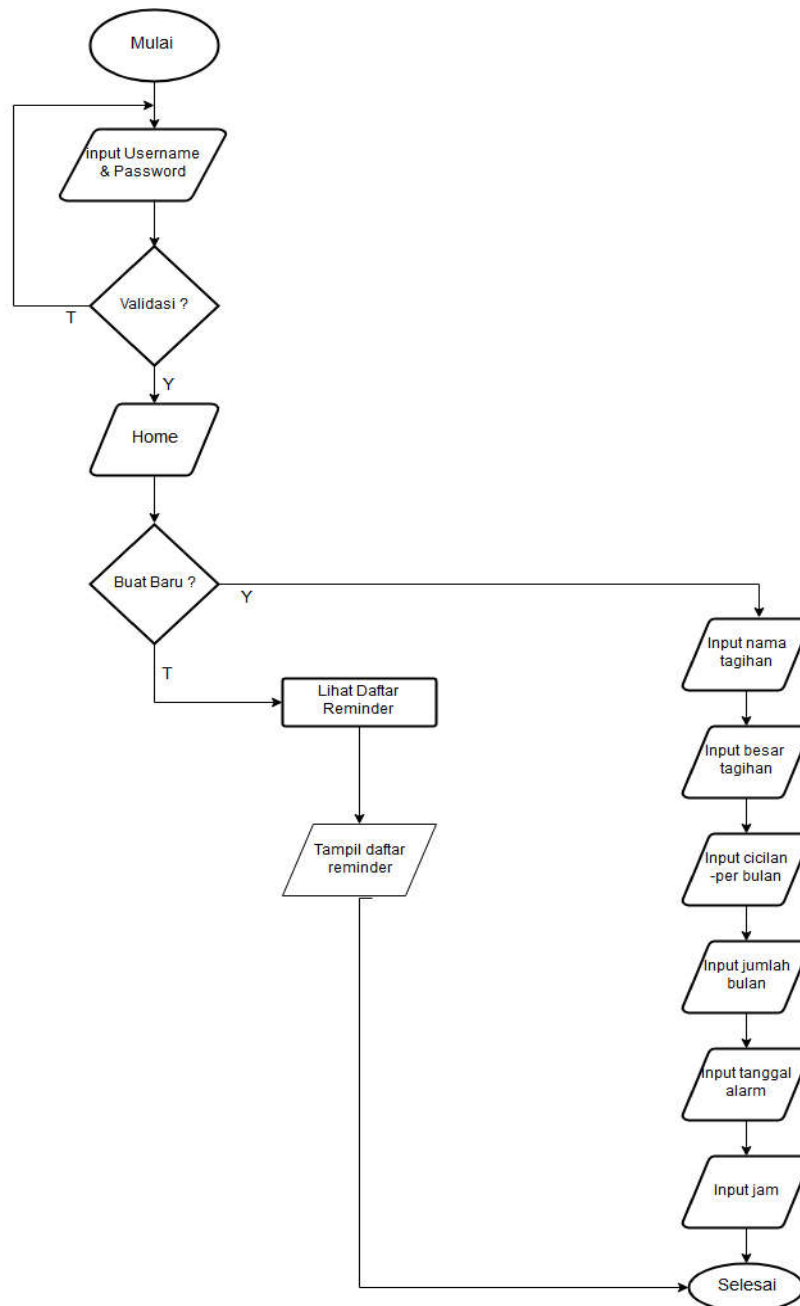 Mulai
input Username
& Password
Validasi ?
T
Y
Home
Buat Baru ?
Y
T
Lihat Daftar
Reminder
Tampil daftar
reminder
Input nama
tagihan
Input besar
tagihan
Input cicilan
-per bulan
Input jumlah
bulan
Input tanggal
alarm
Input jam
Selesai